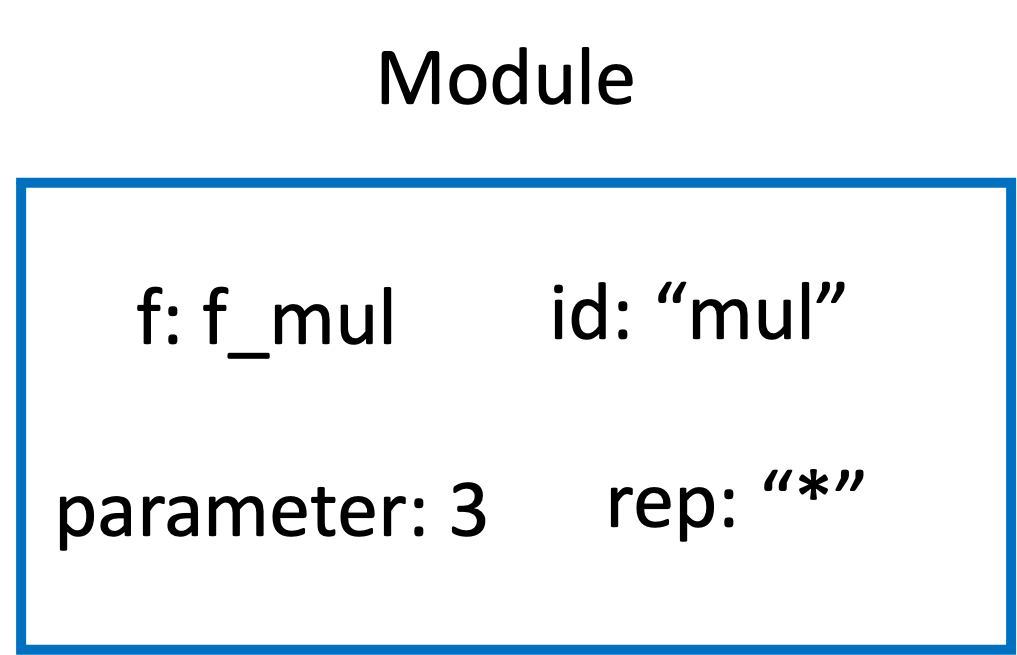 Module
f: f_mul
id: “mul”
parameter: 3
rep: “*”